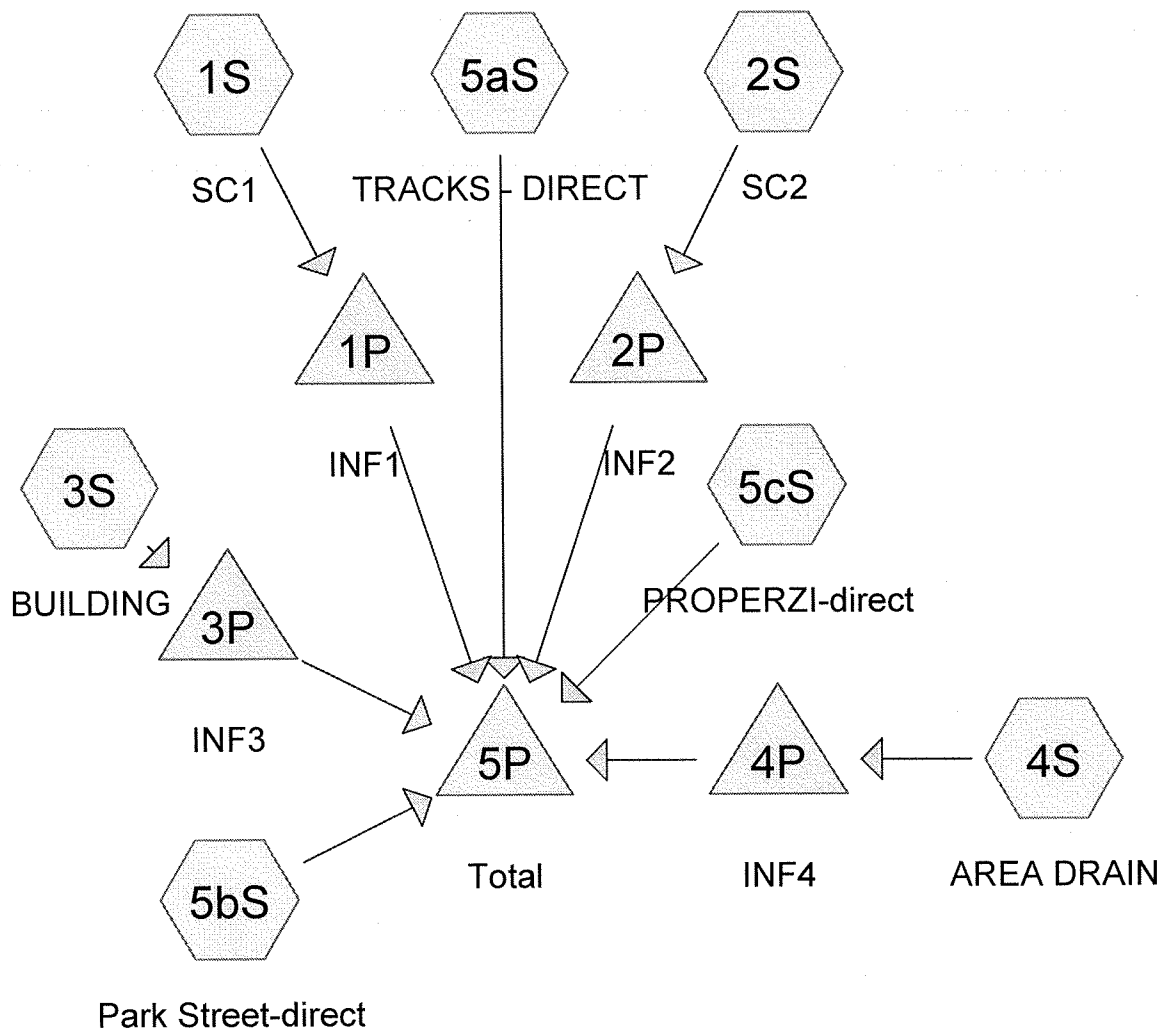 1S
5aS
2S
SC1
TRACKS - DIRECT
SC2
1P
2P
INF1
INF2
3S
5cS
BUILDING
PROPERZI-direct
3P
INF3
5P
4P
4S
Total
INF4
AREA DRAIN
5bS
Park Street-direct